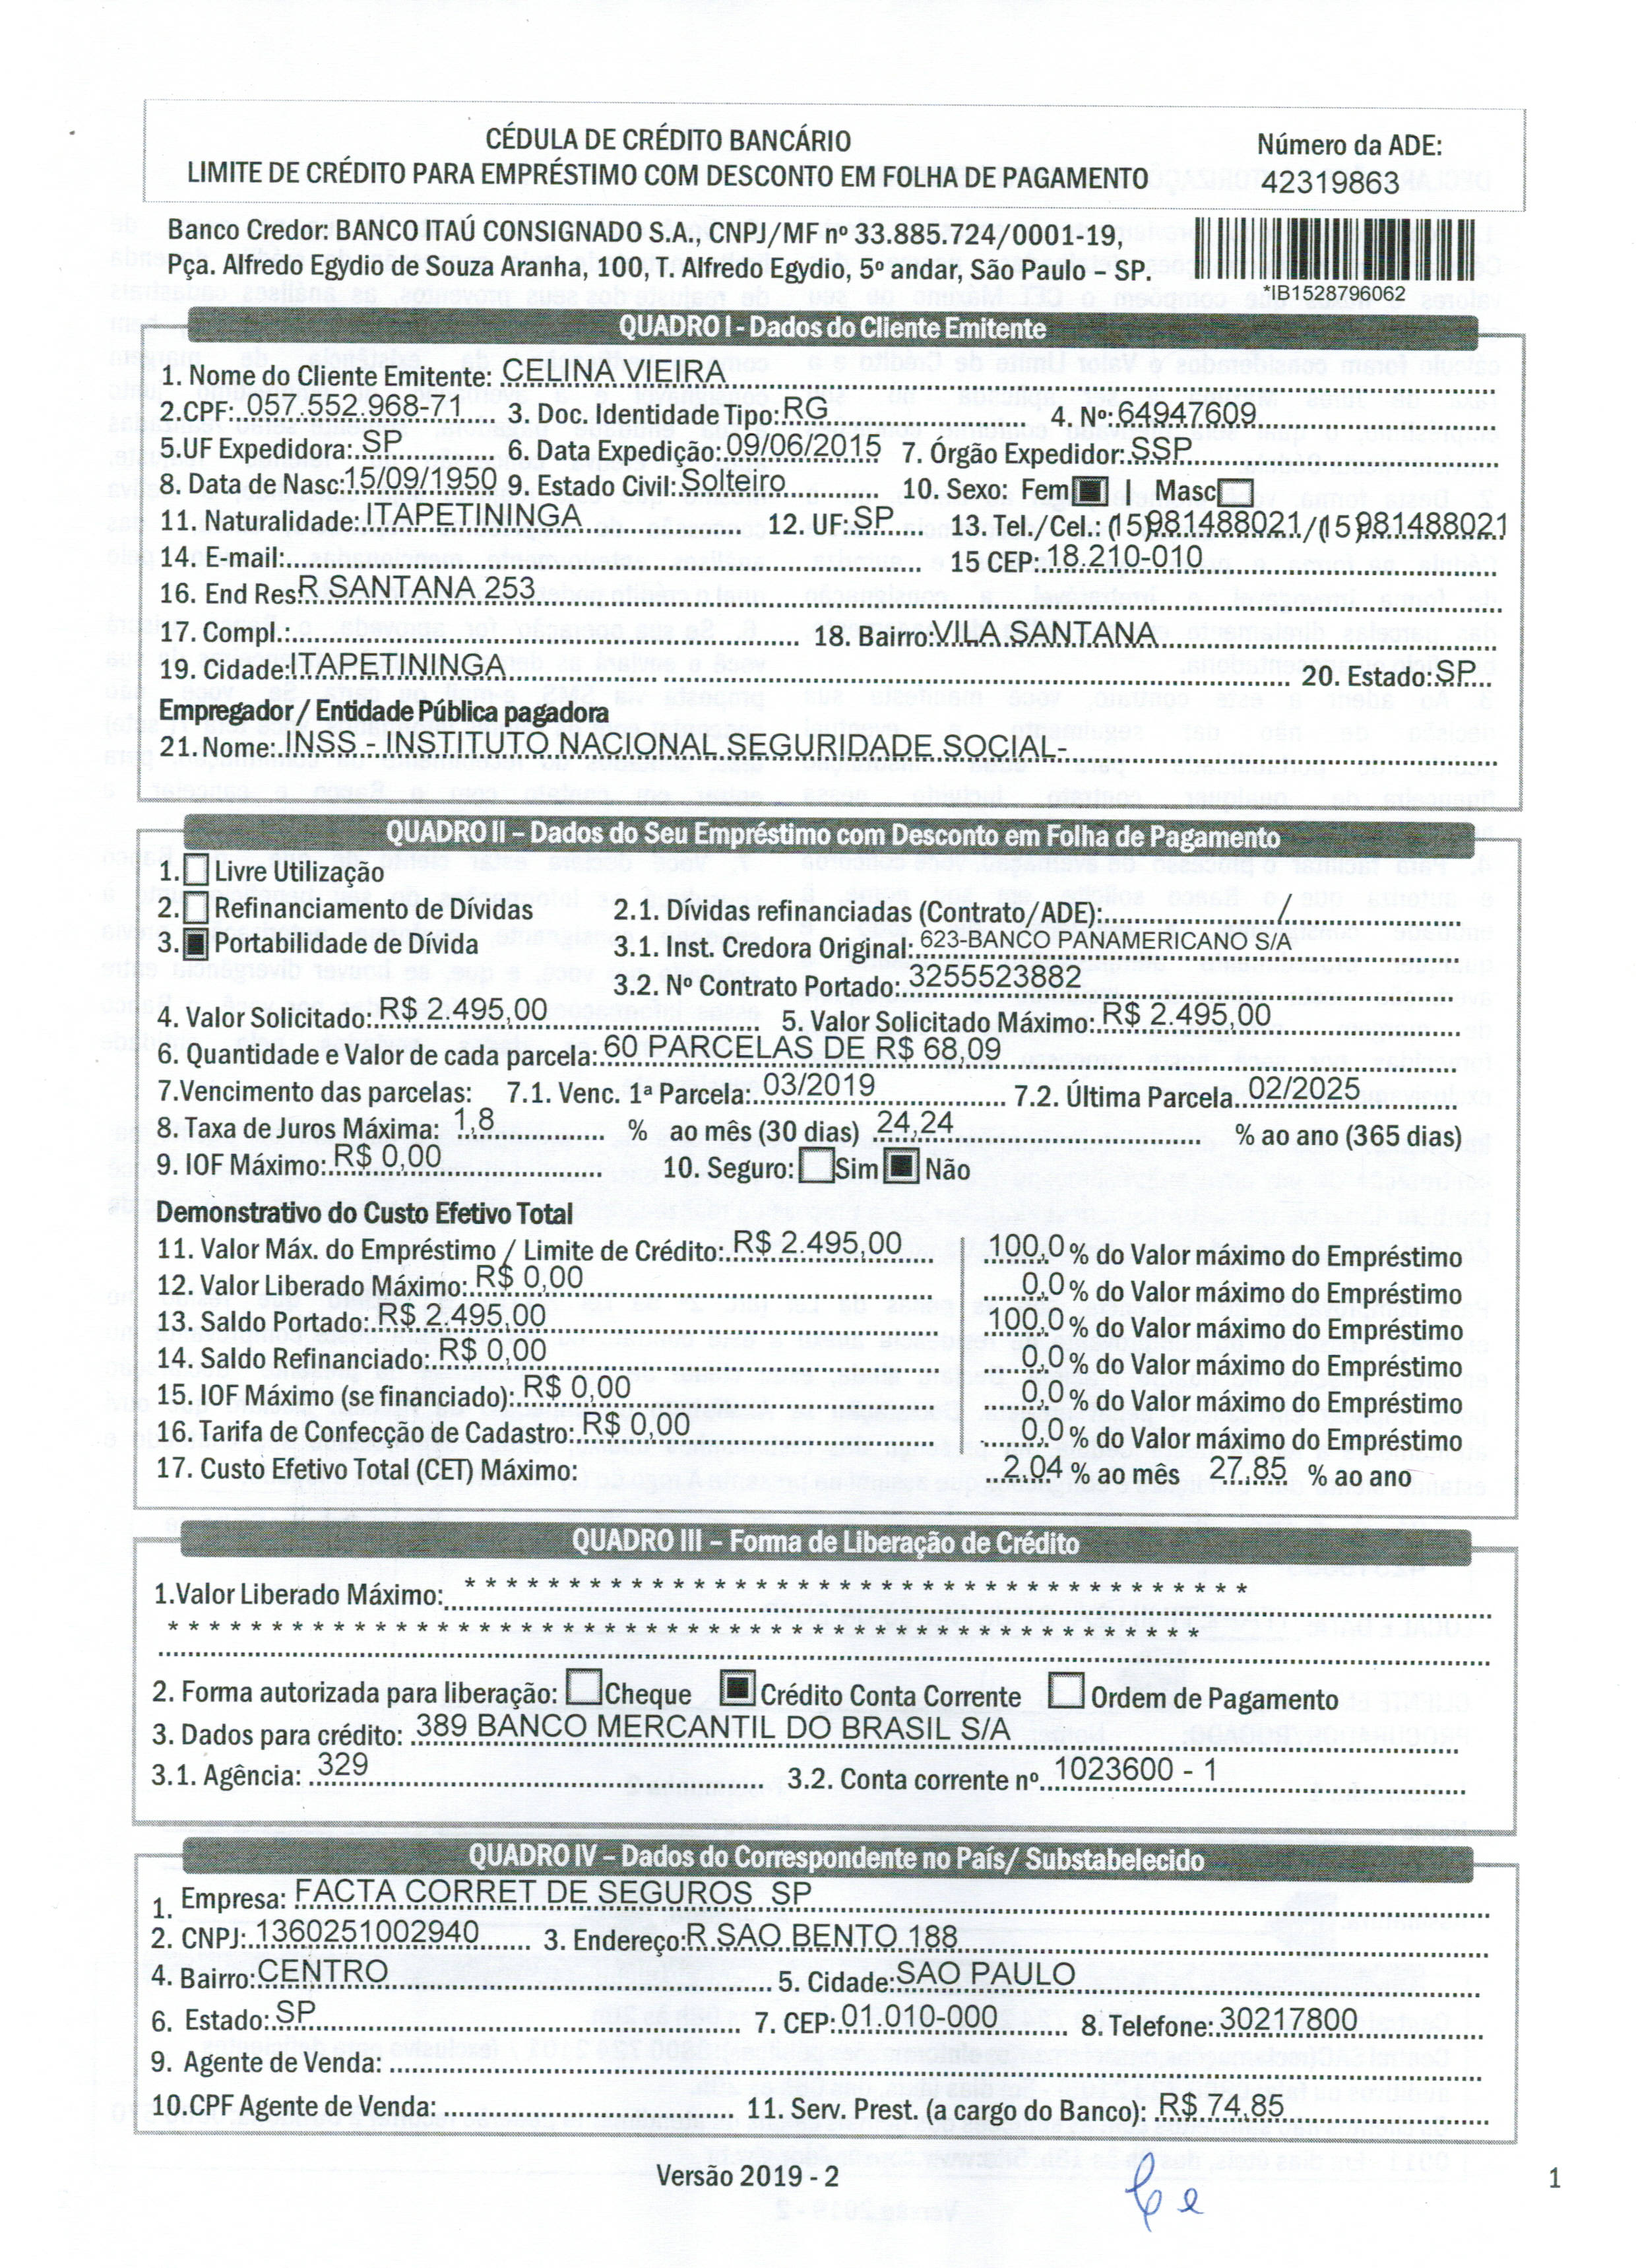 CÉDULA DE CRÉDITO BANCÁRIO
LIMITE DE CRÉDITO PARA EMPRÉSTIMO COM DESCONTO EM FOLHA DE PAGAMENTO
Número da ADE:
42319863
Banco Credor: BANCO ITAÚ CONSIGNADO S.A., CNPJ/MF nº 33.885.724/0001-19,
Pça. Alfredo Egydio de Souza Aranha, 100, T. Alfredo Egydio, 5º andar, São Paulo – SP.
*IB1528796062
QUADRO I - Dados do Cliente Emitente
1. Nome do Cliente Emitente: CELINA VIEIRA
2.CPF: 057.552.968-71 3. Doc. Identidade Tipo: RG 4. Nº: 64947609
5.UF Expedidora: SP 6. Data Expedição: 09/06/2015 7. Orgão Expedidor: SSP
8. Data de Nasc: 15/09/1950 9. Estado Civil: Solteiro 10. Sexo: Fem | Masc
11. Naturalidade: ITAPETININGA 12. UF: SP 13. Tel./Cel.: (15)981488021/(15)981488021
14. E-mail: 15 CEP: 18.210-010
16. End Res: R SANTANA 253
17. Compl.: 18. Bairro: VILA SANTANA
19. Cidade: ITAPETININGA 20. Estado: SP
Empregador / Entidade Pública pagadora
21. Nome: INSS - INSTITUTO NACIONAL SEGURIDADE SOCIAL-
QUADRO II – Dados do Seu Empréstimo com Desconto em Folha de Pagamento
1. Livre Utilização
2. Refinanciamento de Dívidas 2.1. Dívidas refinanciadas (Contrato/ADE): /
3. Portabilidade de Dívida 3.1. Inst. Credora Original: 623-BANCO PANAMERICANO S/A
3.2. Nº Contrato Portado: 3255523882
4. Valor Solicitado: R$ 2.495,00 5. Valor Solicitado Máximo: R$ 2.495,00
6. Quantidade e Valor de cada parcela: 60 PARCELAS DE R$ 68,09
7.Vencimento das parcelas: 7.1. Venc. 1ª Parcela: 03/2019 7.2. Última Parcela 02/2025
8. Taxa de Juros Máxima: 1,8 % ao mês (30 dias) 24,24 % ao ano (365 dias)
9. IOF Máximo: R$ 0,00 10. Seguro: Sim Não
Demonstrativo do Custo Efetivo Total
11. Valor Máx. do Empréstimo / Limite de Crédito: R$ 2.495,00 100,0 % do Valor máximo do Empréstimo
12. Valor Liberado Máximo: R$ 0,00 0,0 % do Valor máximo do Empréstimo
13. Saldo Portado: R$ 2.495,00 100,0 % do Valor máximo do Empréstimo
14. Saldo Refinanciado: R$ 0,00 0,0 % do Valor máximo do Empréstimo
15. IOF Máximo (se financiado): R$ 0,00 0,0 % do Valor máximo do Empréstimo
16. Tarifa de Confecção de Cadastro: R$ 0,00 0,0 % do Valor máximo do Empréstimo
17. Custo Efetivo Total (CET) Máximo: 2,04 % ao mês 27,85 % ao ano
QUADRO III – Forma de Liberação de Crédito
1.Valor Liberado Máximo: * * * * * * * * * * * * * * * * * * * * * * * * * * * * * * * * * * * * * *
* * * * * * * * * * * * * * * * * * * * * * * * * * * * * * * * * * * * * * * * * * * * * * * * * *
2. Forma autorizada para liberação: Cheque Crédito Conta Corrente Ordem de Pagamento
3. Dados para crédito: 389 BANCO MERCANTIL DO BRASIL S/A
3.1. Agência: 329 3.2. Conta corrente nº 1023600 - 1
QUADRO IV – Dados do Correspondente no País/ Substabelecido
1. Empresa: FACTA CORRET DE SEGUROS SP
2. CNPJ: 1360251002940 3. Endereço: R SAO BENTO 188
4. Bairro: CENTRO 5. Cidade: SAO PAULO
6. Estado: SP 7. CEP: 01.010-000 8. Telefone: 30217800
9. Agente de Venda:
10.CPF Agente de Venda: 11. Serv. Prest. (a cargo do Banco): R$ 74,85
Versão 2019 - 2
1